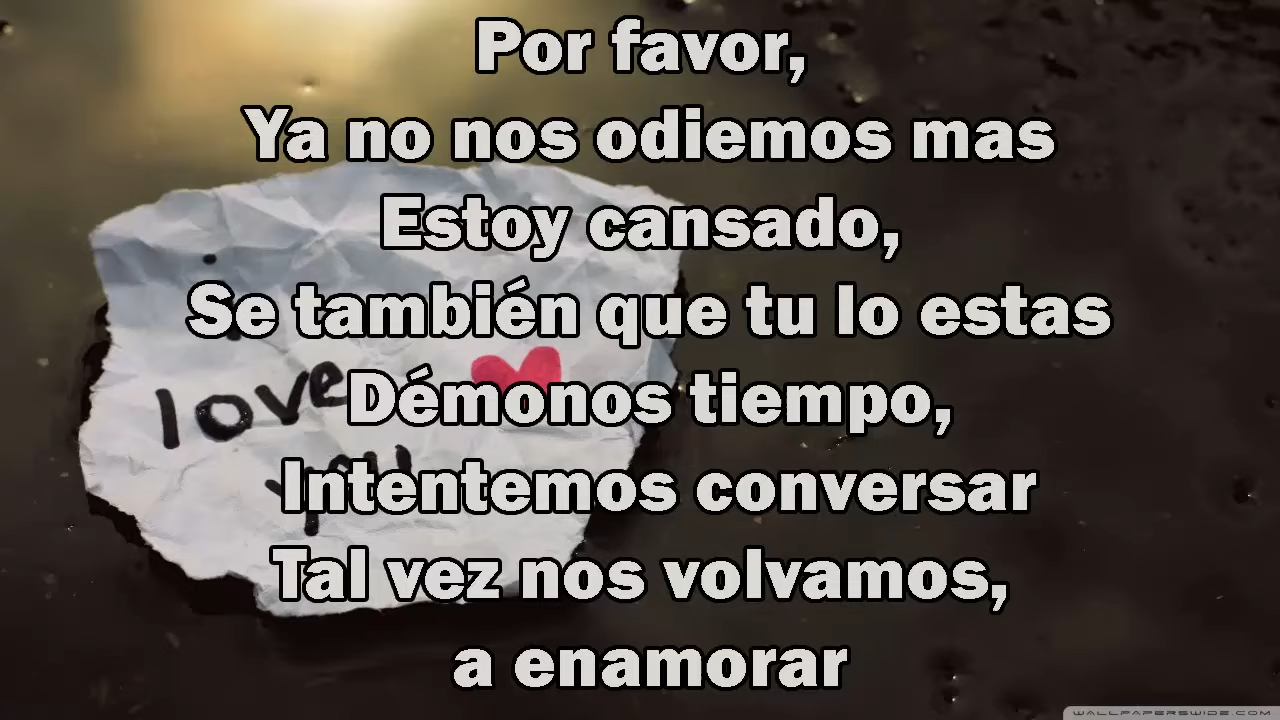 Por favor,
Ya no nos odiemos mas
Estoy cansado,
Se también que tu lo estas
Démonos tiempo,
Intentemos conversar
Tal vez nos volvamos,
a enamorar
love
you
WALLPAPERSWIDE.COM